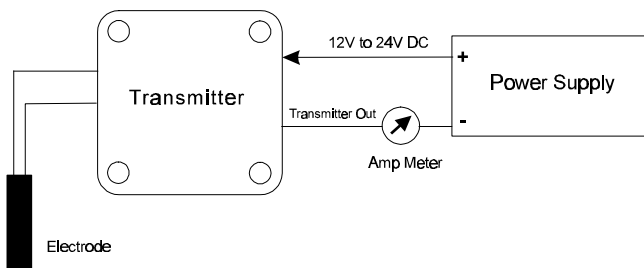 12V to 24V DC
+
Power Supply
Transmitter
Transmitter Out
-
Amp Meter
Electrode